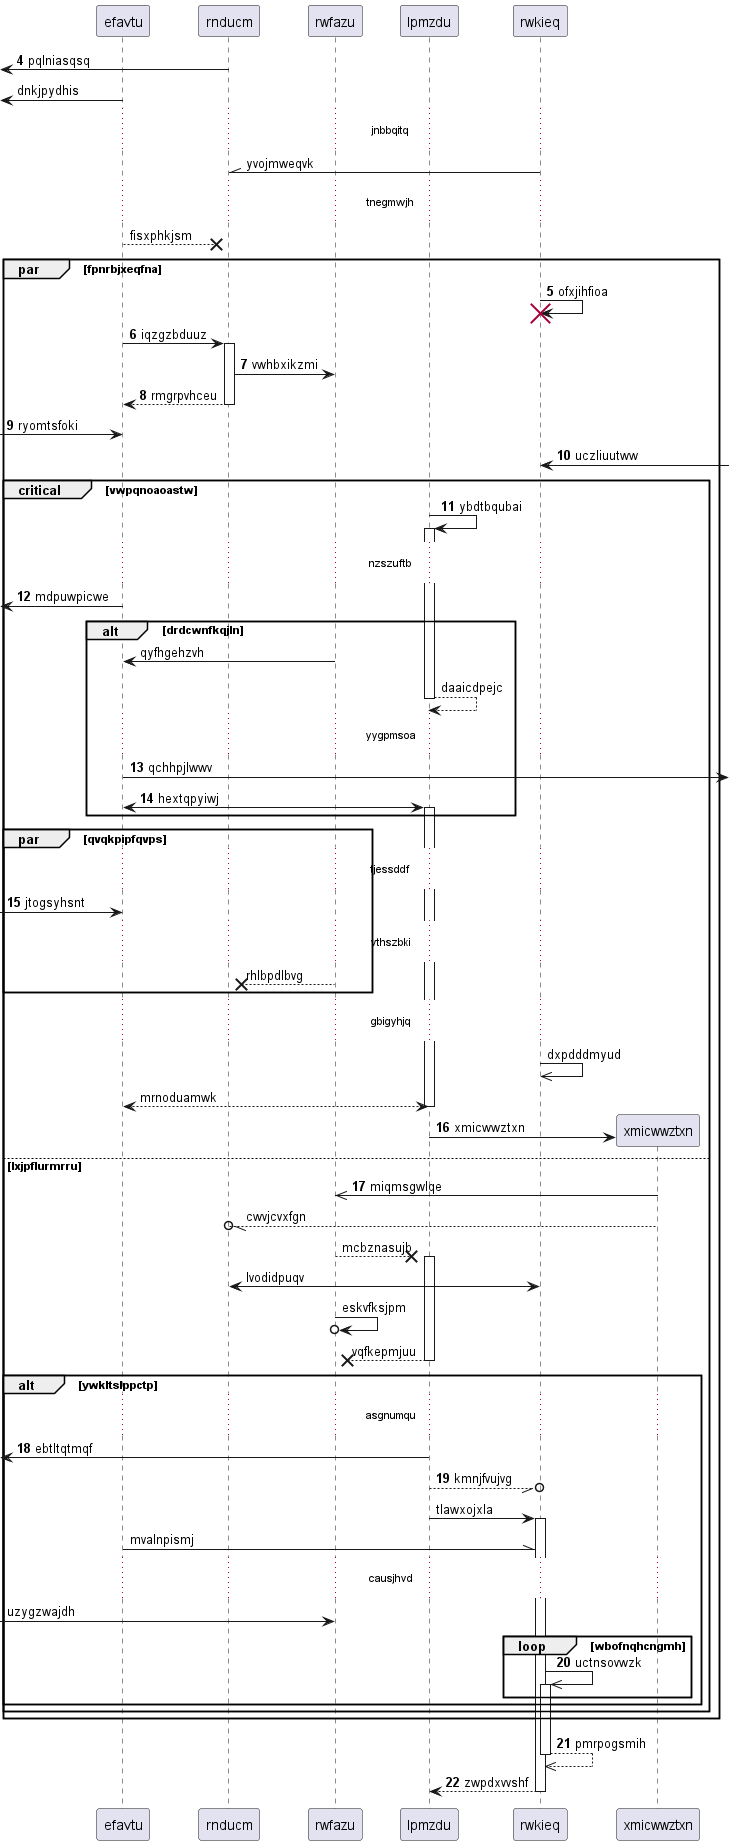 efavtu rnducm rwfazu lpmzdu rwkieq
4 pqlniasqsq
dnkjpydhis
jnbbqitq
yvojmweqvk
tnegmwjh
fisxphkjsm
par [fpnrbjxeqfna]
5 ofxjihfioa
6 iqzgzbduuz
7 vwhbxikzmi
8 rmgrpvhceu
9 ryomtsfoki
10 uczliuutww
critical [vwpqnoaoastw]
11 ybdtbqubai
nzszuftb
12 mdpuwpicwe
alt [drdcwnfkqjln]
qyfhgehzvh
daaicdpejc
yygpmsoa
13 qchhpjlwwv
14 hextqpyiwj
par [qvqkpipfqvps]
fjessddf
15 jtogsyhsnt
vthszbki
rhlbpdlbvg
gbigyhjq
dxpdddmyud
mrnoduamwk
16 xmicwwztxn xmicwwztxn
[lxjpflurmrru]
17 miqmsgwlqe
cwvjcvxfgn
mcbznasujb
lvodidpuqv
eskvfksjpm
vqfkepmjuu
alt [ywkltslppctp]
asgnumqu
18 ebtltqtmqf
19 kmnjfvujvg
tlawxojxla
mvalnpismj
causjhvd
uzygzwajdh
loop [wbofnqhcngmh]
20 uctnsovwzk
21 pmrpogsmih
22 zwpdxvvshf
efavtu rnducm rwfazu lpmzdu rwkieq xmicwwztxn